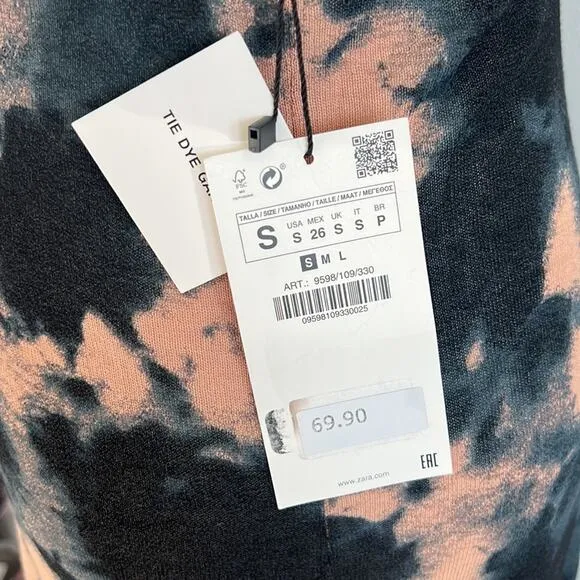 TIE DYE GA
FSC
TALLA / SIZE / TAMANHO / TAILLE / MAAT / ΜΕΓΕΘΟΣ
S
USA MEX UK IT BR
S 26 S S P
S M L
ART.: 9598/109/330
09598109330025
69.90
www.zara.com
EAC